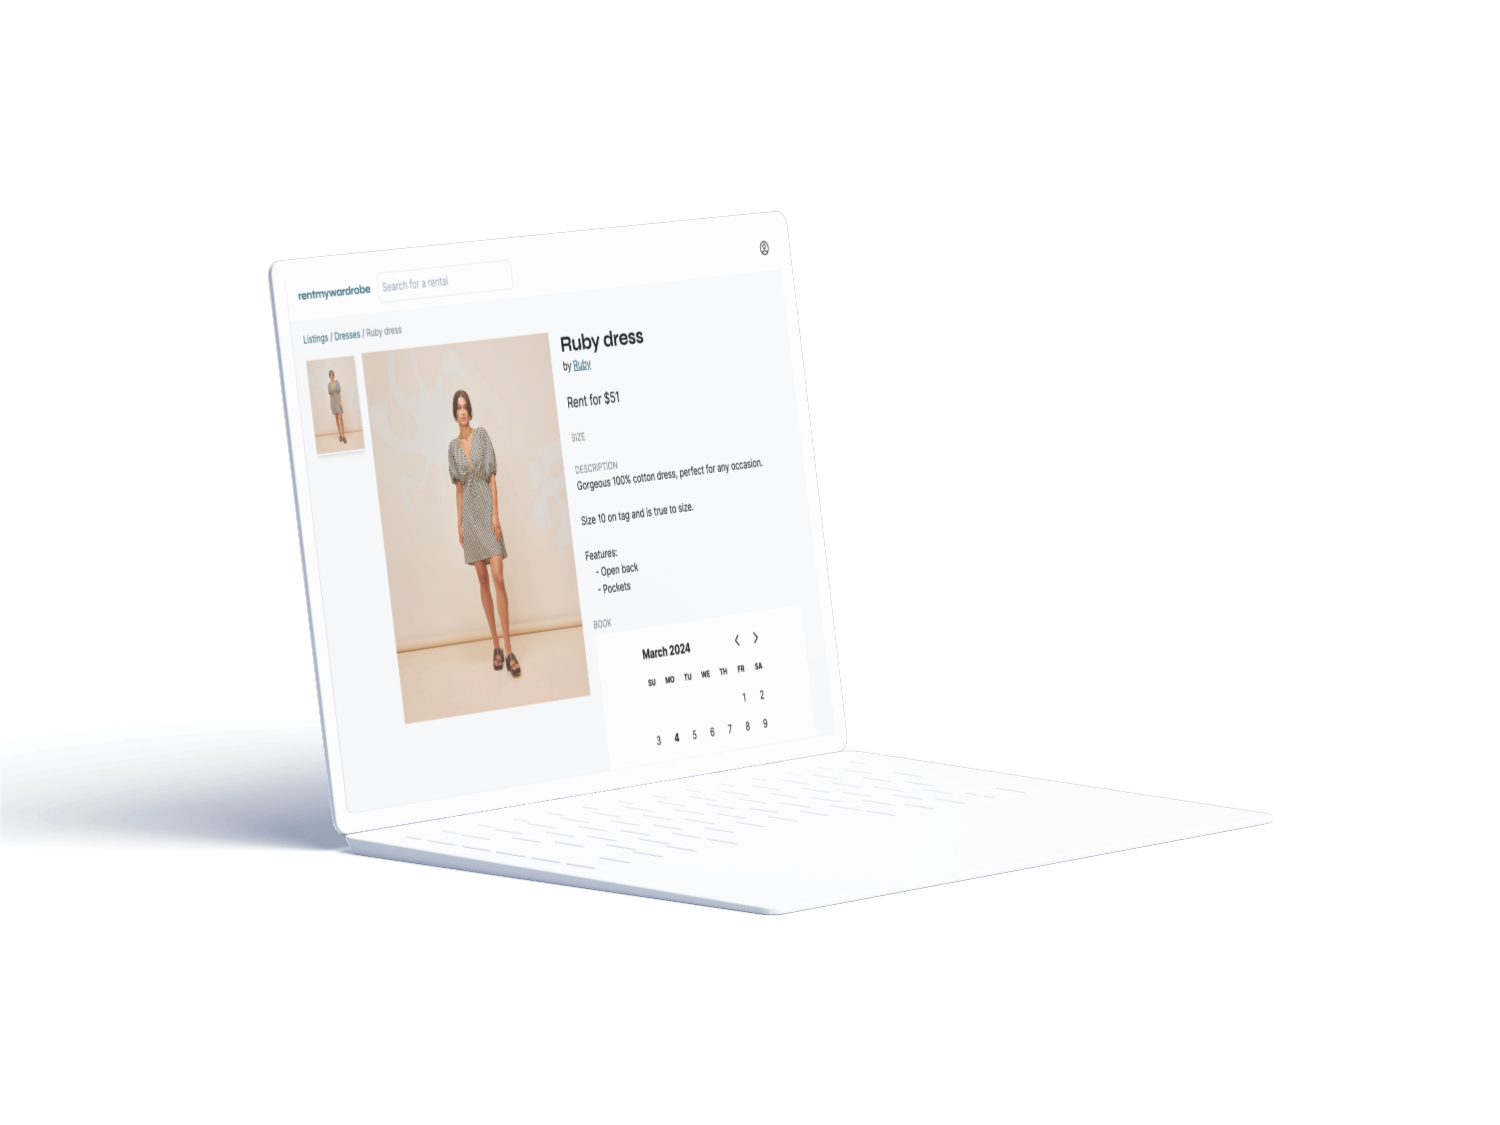 rentmywardrobe
Search for a rental
Listings / Dresses / Ruby dress
Ruby dress
by Ruby
Rent for $51
SIZE
DESCRIPTION
Gorgeous 100% cotton dress, perfect for any occasion.
Size 10 on tag and is true to size.
Features:
- Open back
- Pockets
BOOK
March 2024
SU MO TU WE TH FR SA
1 2
3 4 5 6 7 8 9